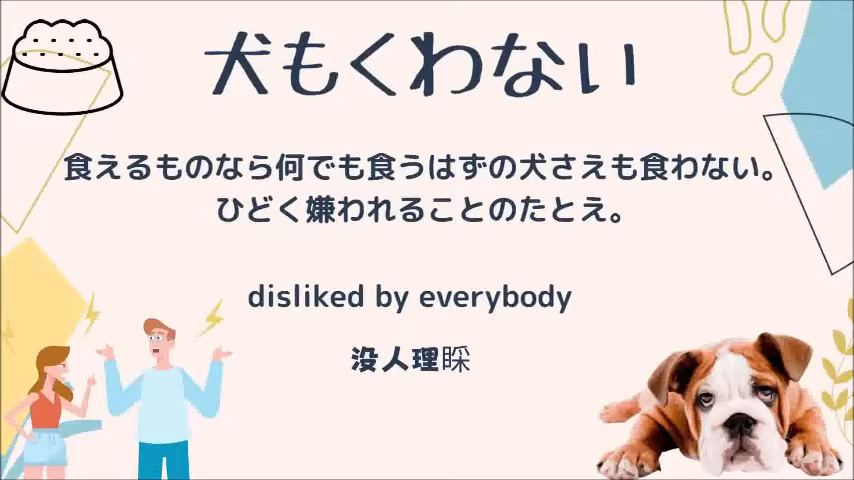 犬もくわない
食えるものなら何でも食うはずの犬さえも食わない。
ひどく嫌われることのたとえ。
disliked by everybody
没人理睬